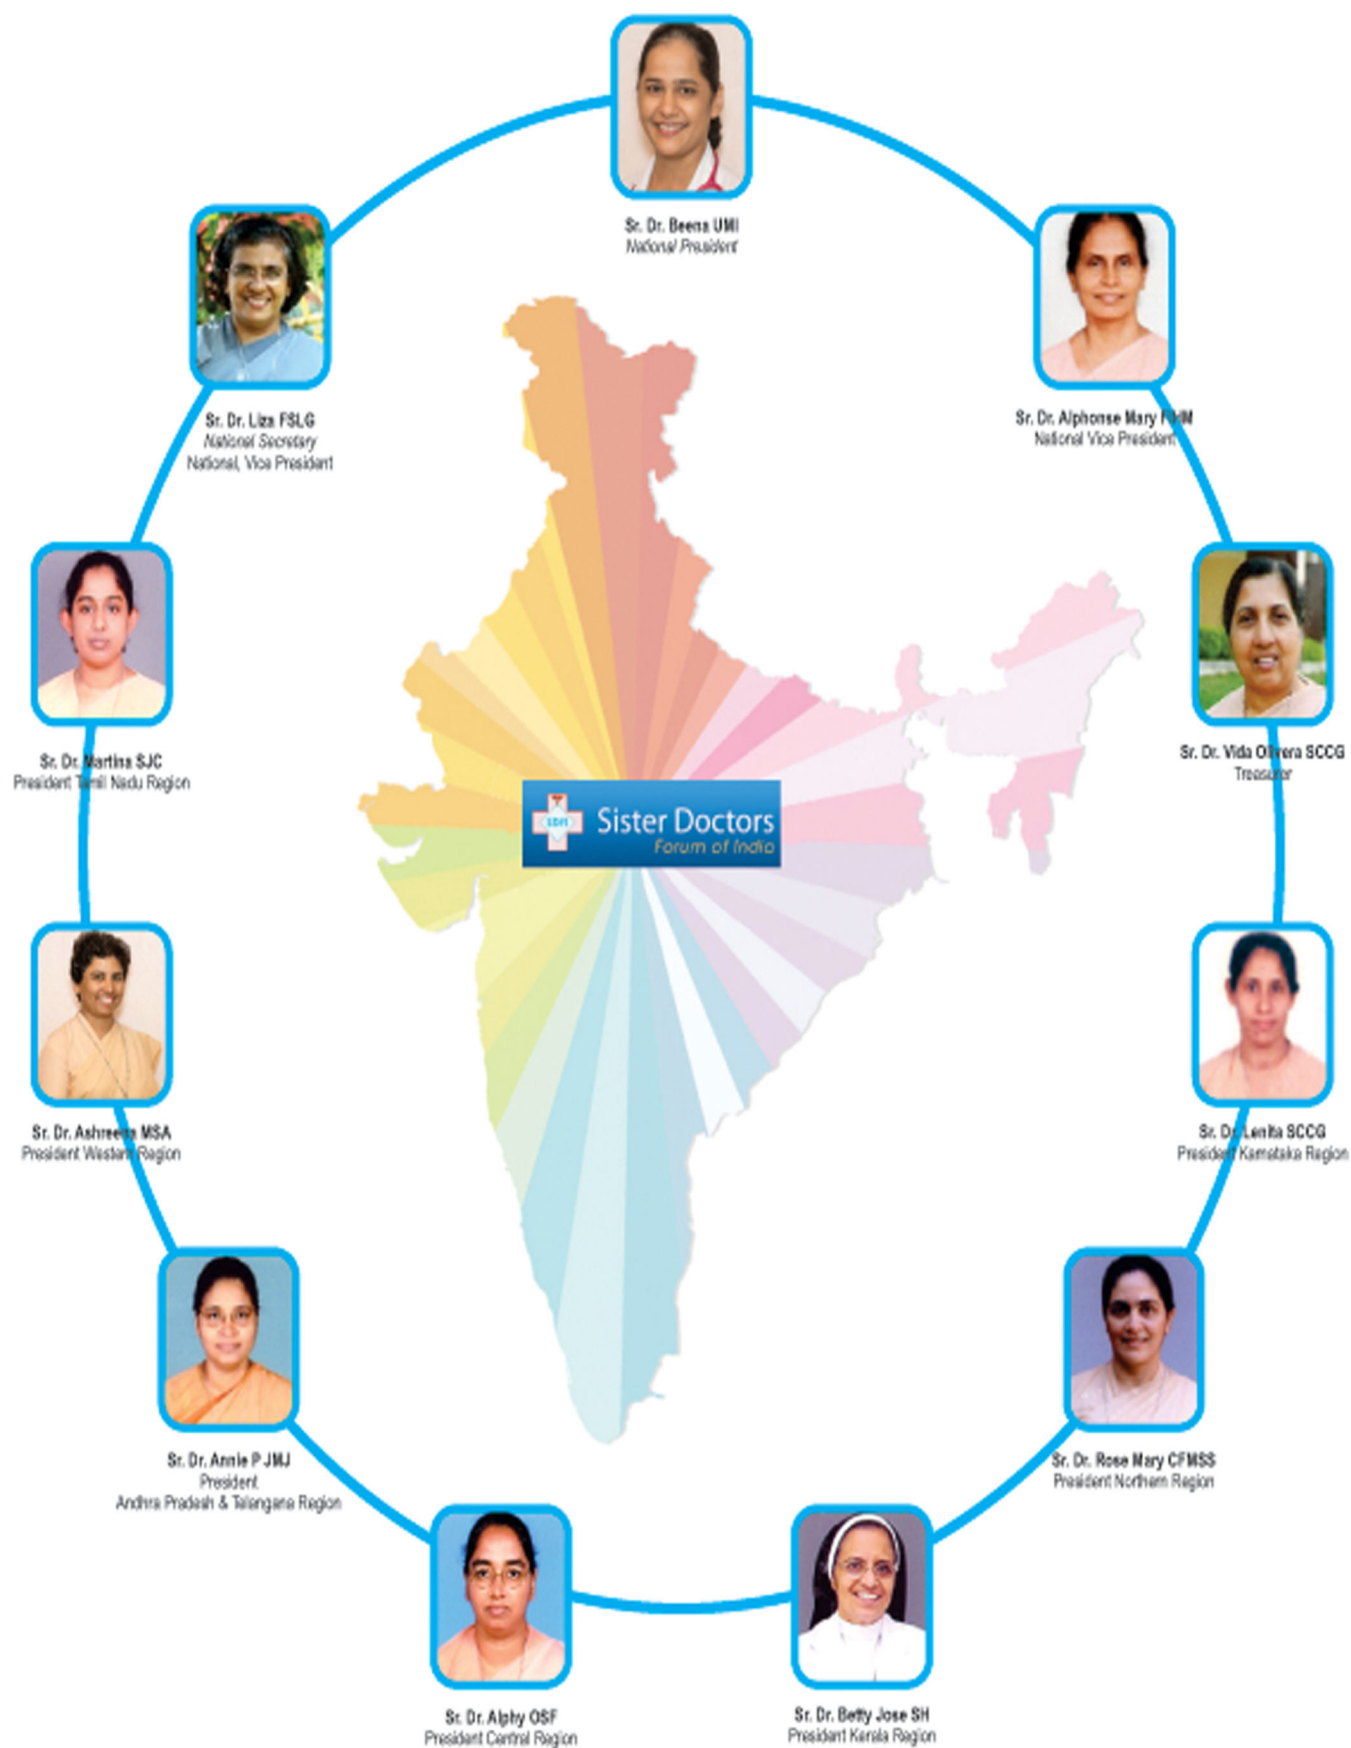 Sr. Dr. Beena UMI
National President
Sr. Dr. Liza FSLG
National Secretary
National, Vice President
Sr. Dr. Alphonse Mary
National Vice President
Sr. Dr. Martina SJC
President Tamil Nadu Region
Sr. Dr. Vida Olivera SCCG
Treasurer
SDFI
Sister Doctors
Forum of India
Sr. Dr. Ashreena MSA
President Western Region
Sr. Dr. Lenita SCCG
President Karnataka Region
Sr. Dr. Annie P JMJ
President
Andhra Pradesh & Telangana Region
Sr. Dr. Rose Mary CFMSS
President Northern Region
Sr. Dr. Alphy OSF
President Central Region
Sr. Dr. Betty Jose SH
President Kerala Region